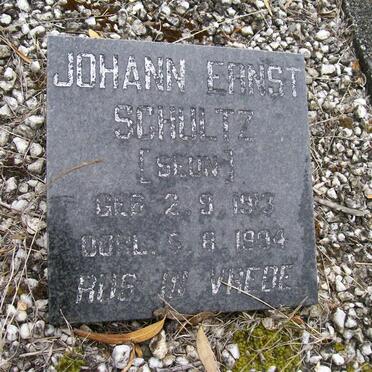 JOHANN ERNST
SCHULTZ
[SEUN]
GEB 2.9.1913
OORL. 5.8.1994
RUS IN VREDE